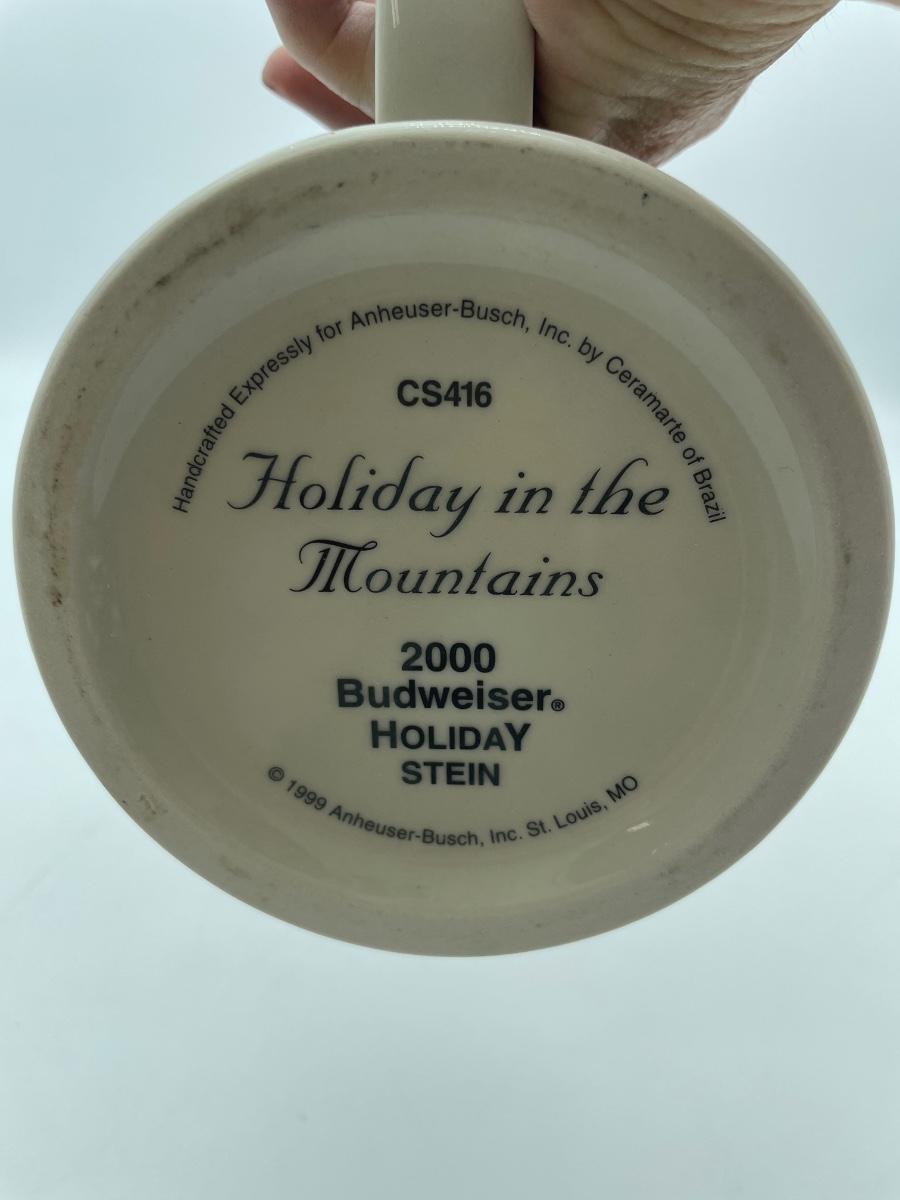 Handcrafted Expressly for Anheuser-Busch, Inc. by Ceramarte of Brazil
CS416
Holiday in the
Mountains
2000
Budweiser®
HOLIDAY
STEIN
© 1999 Anheuser-Busch, Inc. St. Louis, MO